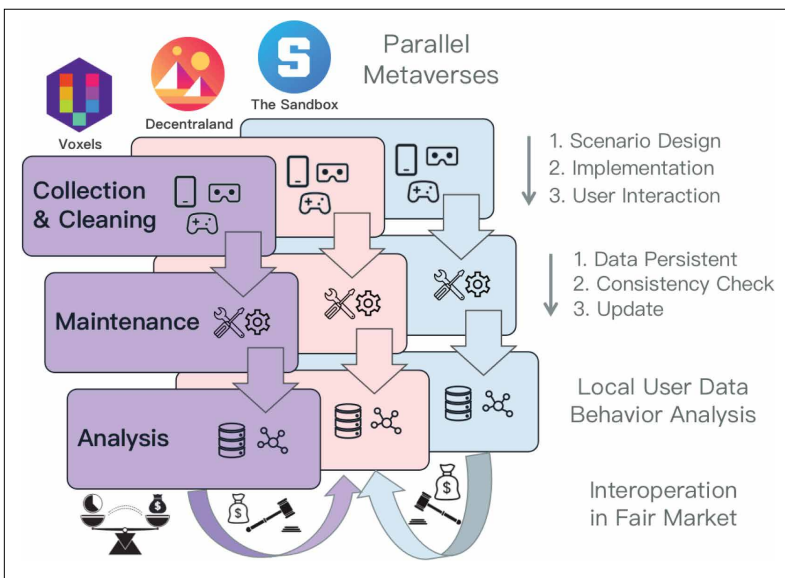 Parallel
Metaverses
The Sandbox
Decentraland
Voxels
Collection
& Cleaning
1. Scenario Design
2. Implementation
3. User Interaction
Maintenance
1. Data Persistent
2. Consistency Check
3. Update
Analysis
Local User Data
Behavior Analysis
Interoperation
in Fair Market